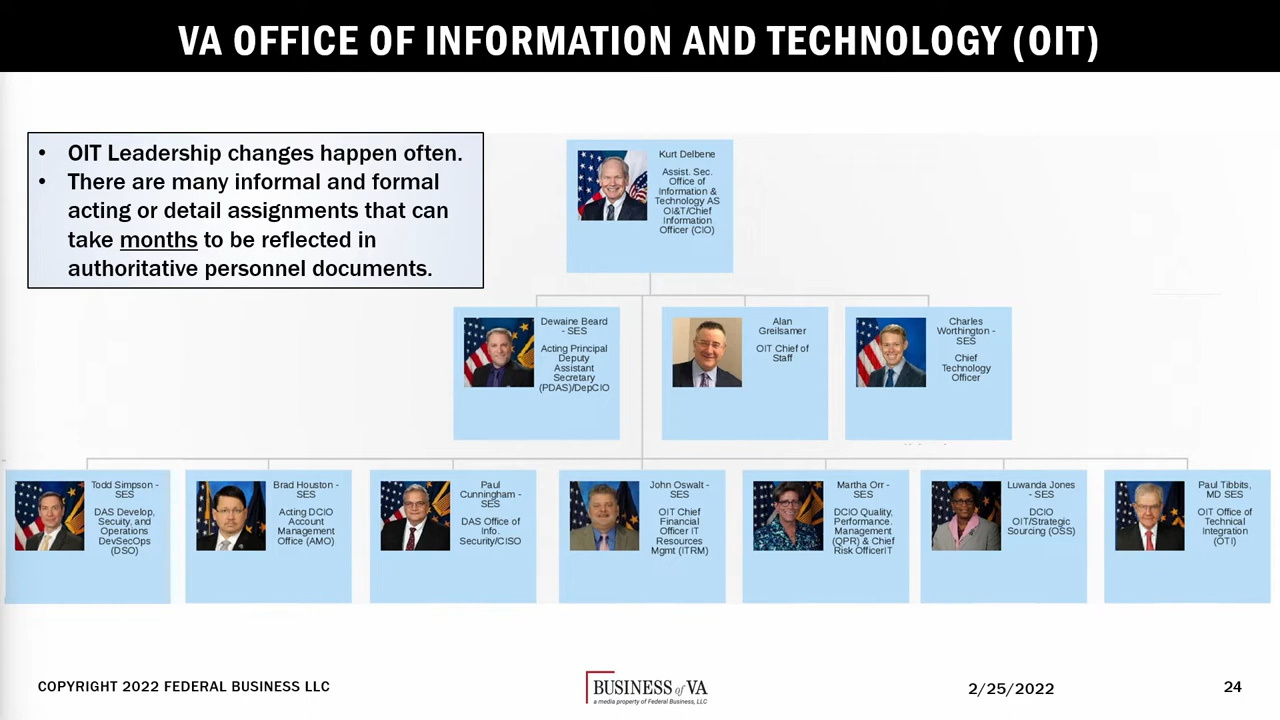 VA OFFICE OF INFORMATION AND TECHNOLOGY (OIT)
• OIT Leadership changes happen often.
• There are many informal and formal
acting or detail assignments that can
take months to be reflected in
authoritative personnel documents.
Kurt Delbene
Assist. Sec.
Office of
Information &
Technology AS
OI&T/Chief
Information
Officer (CIO)
Dewaine Beard
- SES
Acting Principal
Deputy
Assistant
Secretary
(PDAS)/DepCIO
Alan
Greilsamer
OIT Chief of
Staff
Charles
Worthington -
SES
Chief
Technology
Officer
Todd Simpson -
SES
DAS Develop,
Secuity, and
Operations
DevSecOps
(DSO)
Brad Houston -
SES
Acting DCIO
Account
Management
Office (AMO)
Paul
Cunningham -
SES
DAS Office of
Info.
Security/CISO
John Oswalt -
SES
OIT Chief
Financial
Officer IT
Resources
Mgmt (ITRM)
Martha Orr -
SES
DCIO Quality,
Performance.
Management
(QPR) & Chief
Risk OfficerIT
Luwanda Jones
- SES
DCIO
OIT/Strategic
Sourcing (OSS)
Paul Tibbits,
MD SES
OIT Office of
Technical
Integration
(OTI)
COPYRIGHT 2022 FEDERAL BUSINESS LLC
BUSINESS of VA
a media property of Federal Business, LLC
2/25/2022
24